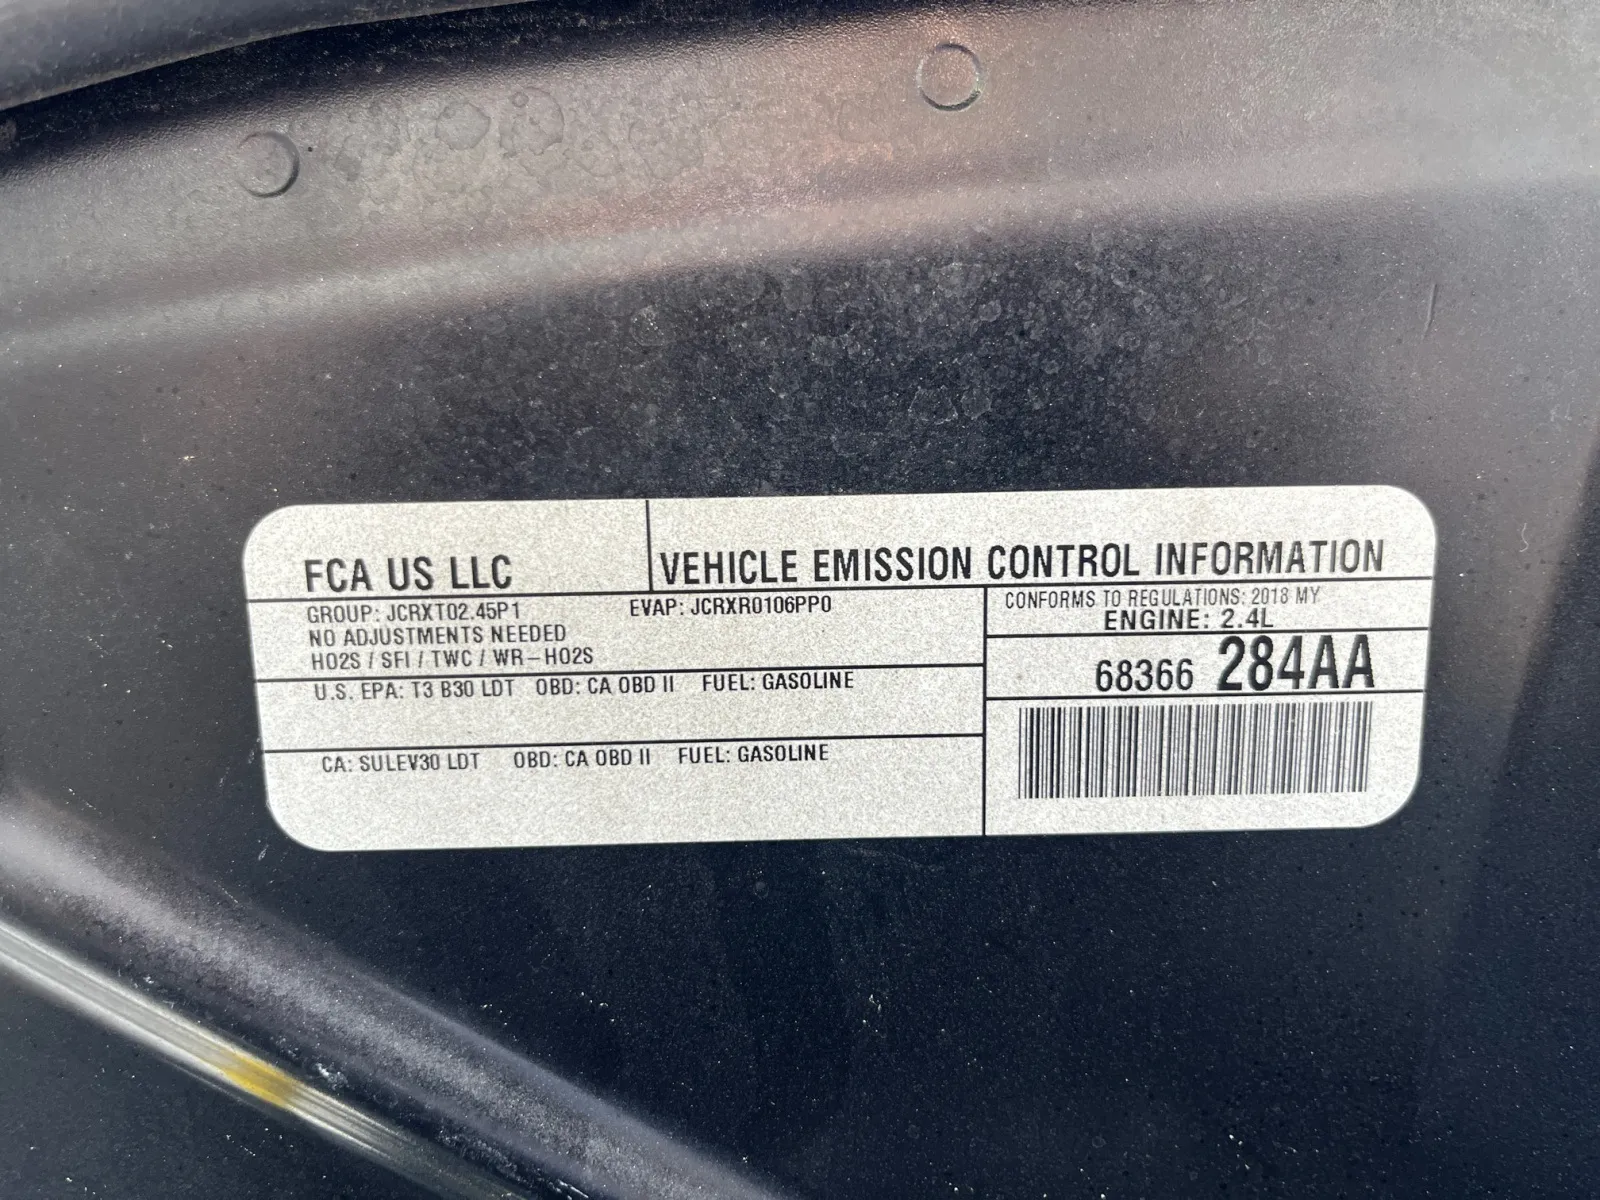 FCA US LLC
VEHICLE EMISSION CONTROL INFORMATION
GROUP: JCRXT02.45P1 EVAP: JCRXR0106PP0
NO ADJUSTMENTS NEEDED
HO2S / SFI / TWC / WR-HO2S
U.S. EPA: T3 B30 LDT OBD: CA OBD II FUEL: GASOLINE
CA: SULEV30 LDT OBD: CA OBD II FUEL: GASOLINE
CONFORMS TO REGULATIONS: 2018 MY
ENGINE: 2.4L
68366 284AA